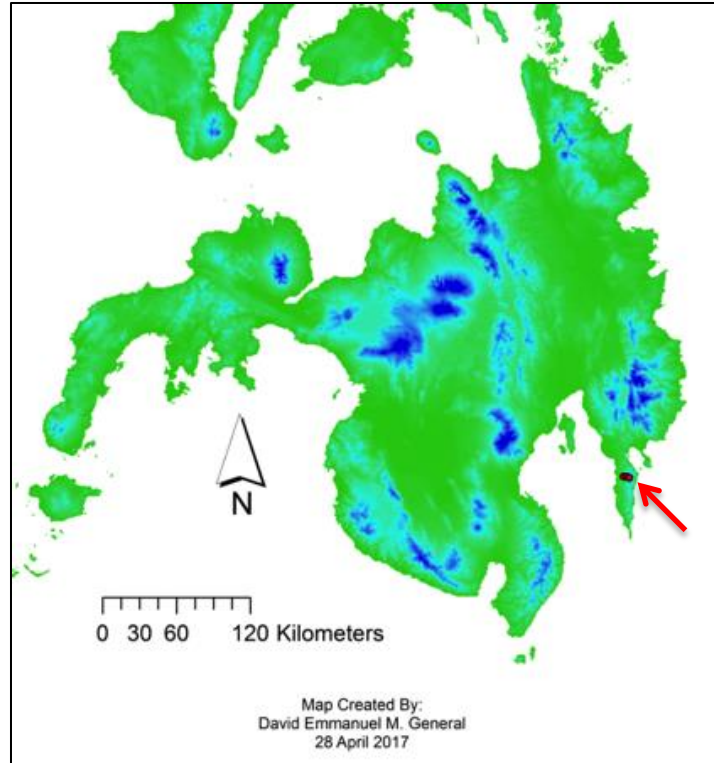 N
0 30 60 120 Kilometers
Map Created By:
David Emmanuel M. General
28 April 2017